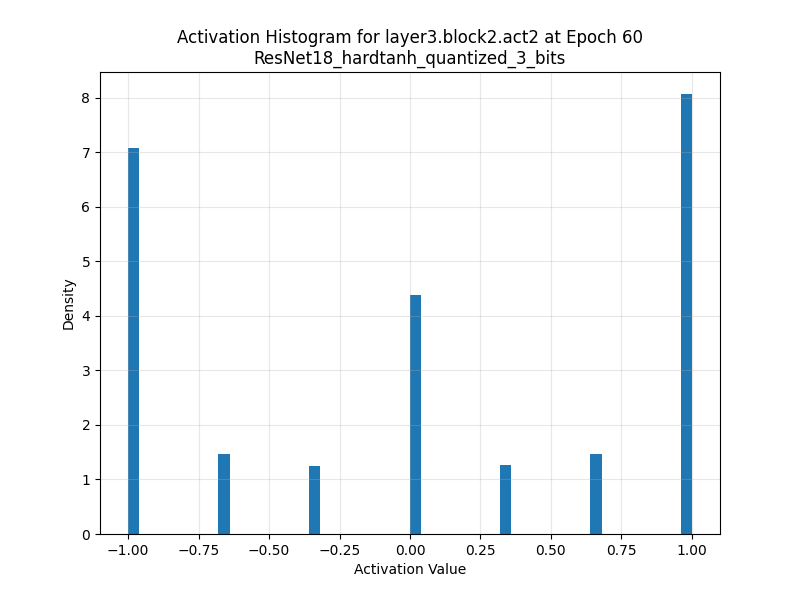 Activation Histogram for layer3.block2.act2 at Epoch 60
ResNet18_hardtanh_quantized_3_bits
Density
8
7
6
5
4
3
2
1
0
−1.00 −0.75 −0.50 −0.25 0.00 0.25 0.50 0.75 1.00
Activation Value